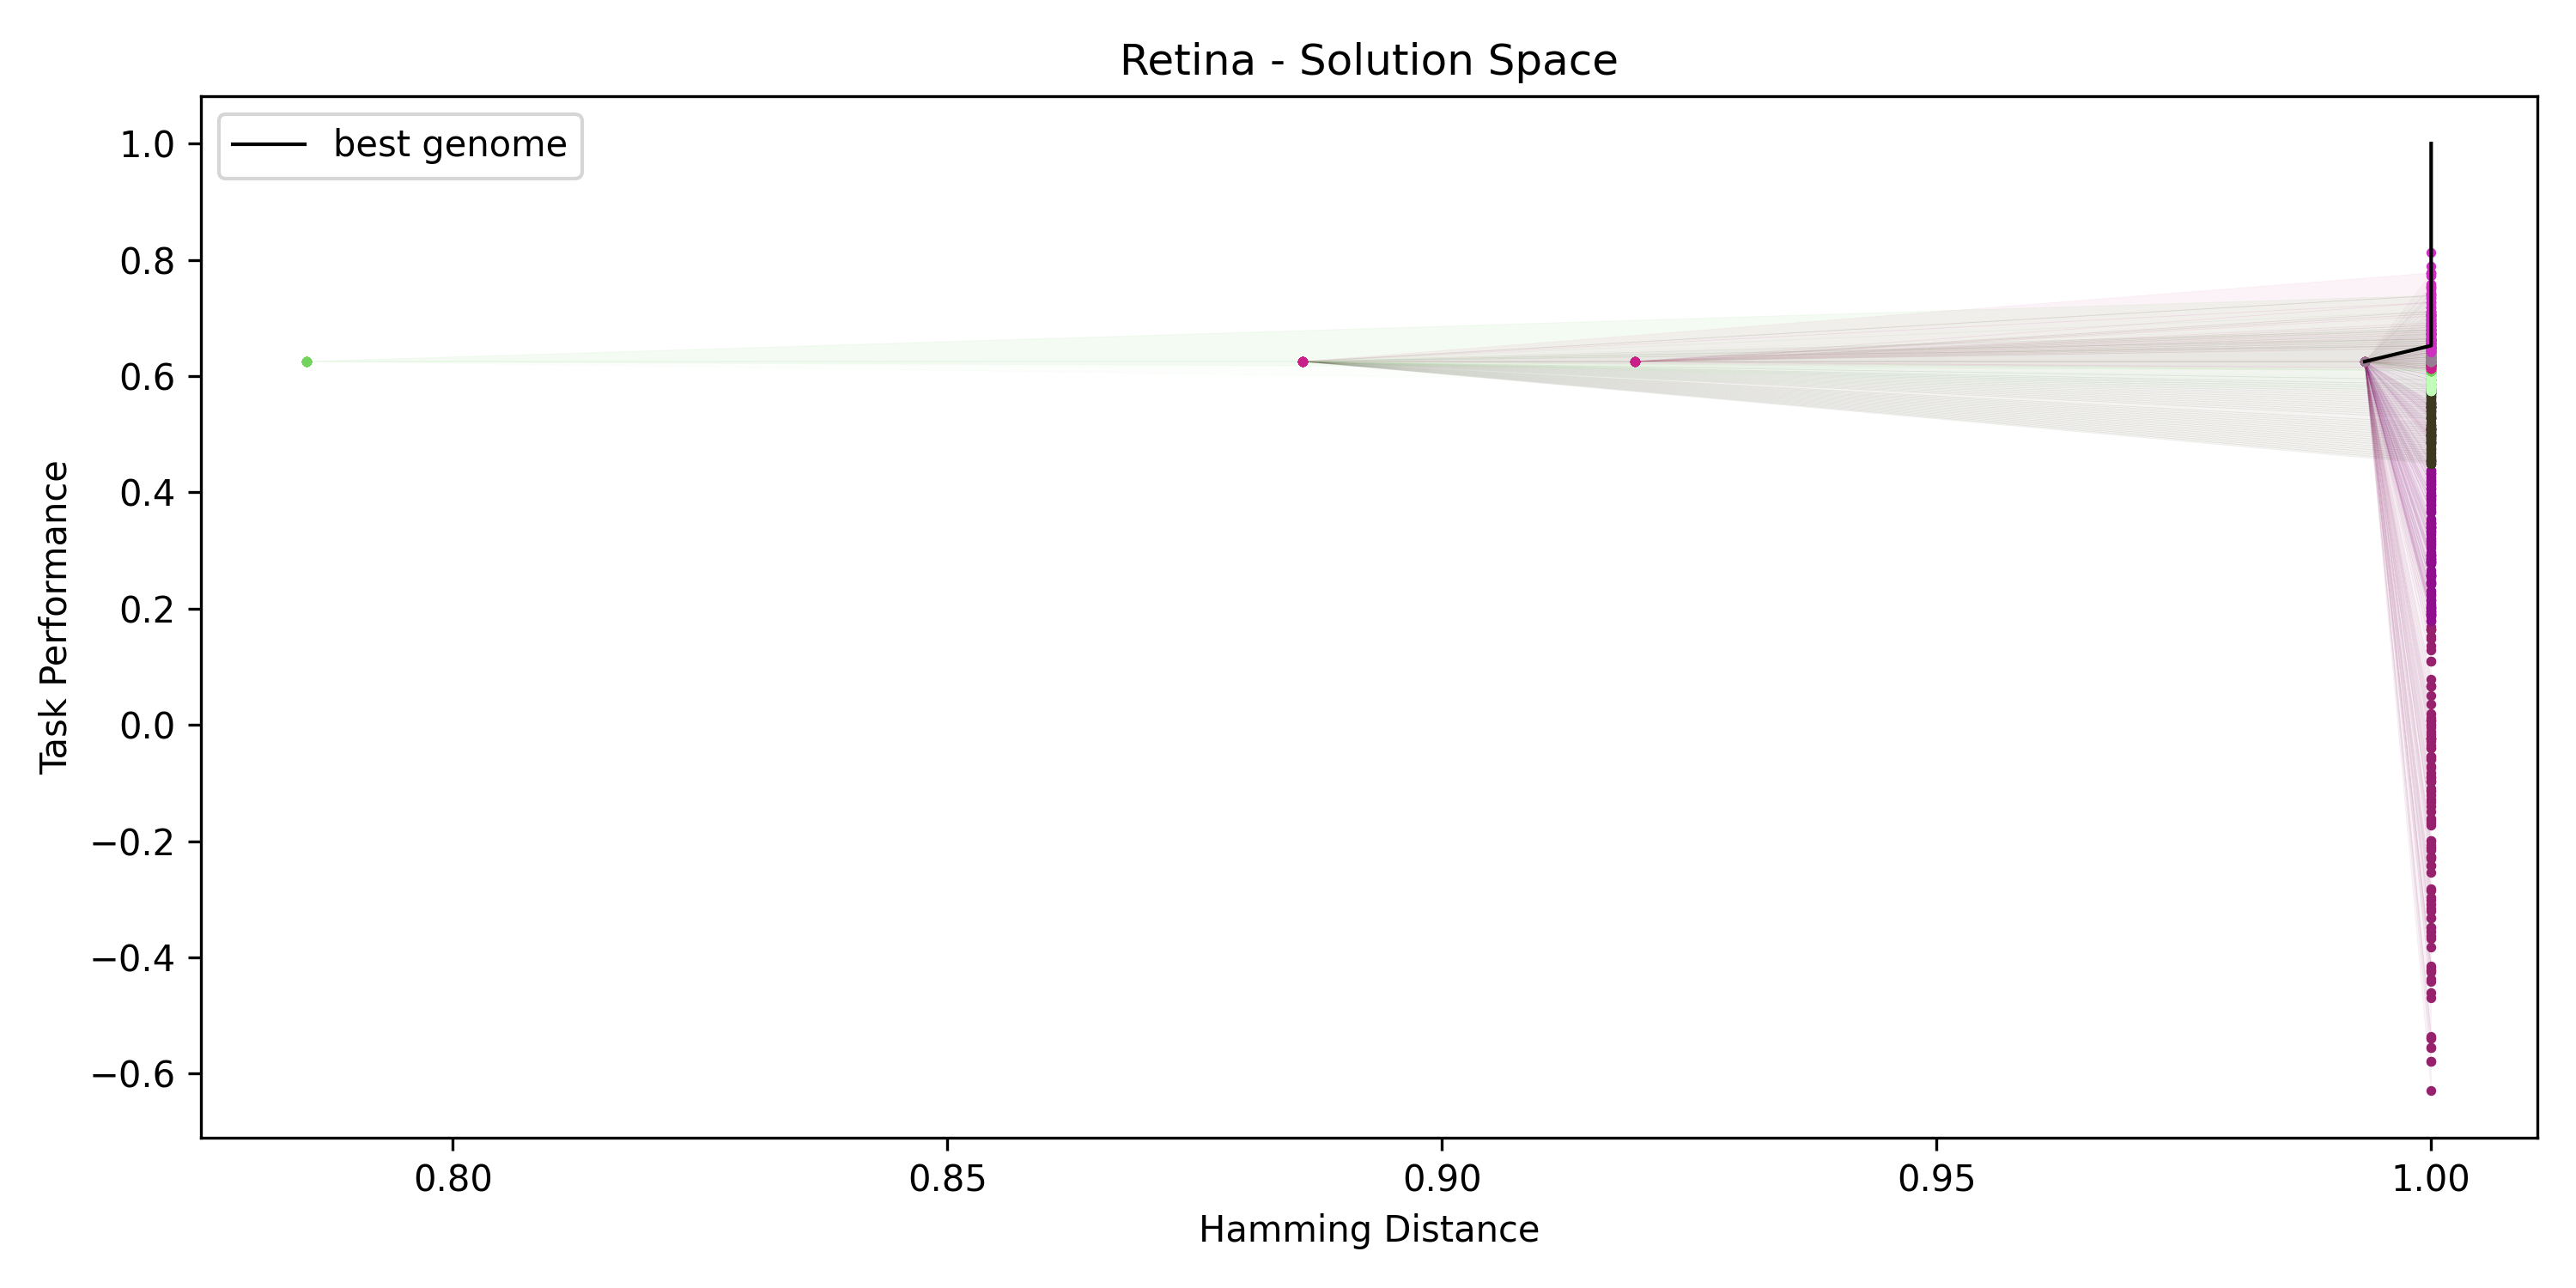 Retina - Solution Space
best genome
1.0
0.8
0.6
0.4
0.2
0.0
−0.2
−0.4
−0.6
Task Performance
0.80 0.85 0.90 0.95 1.00
Hamming Distance